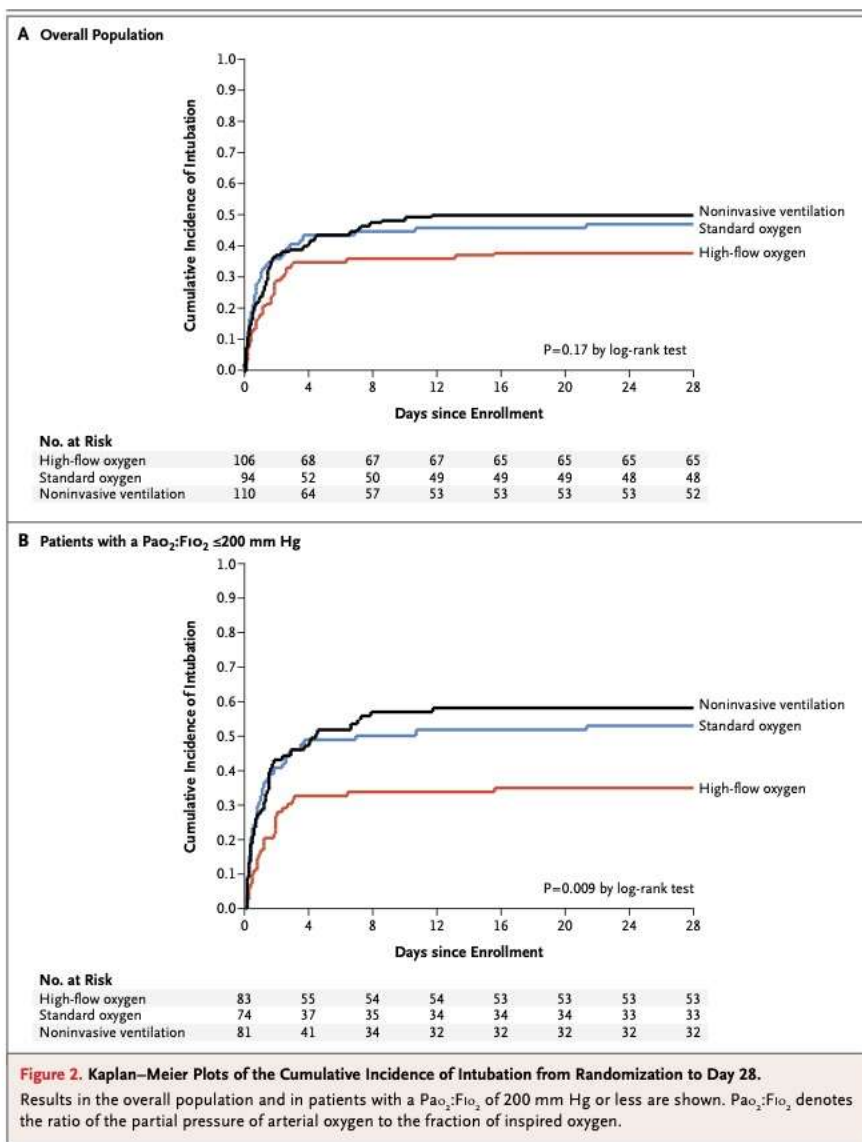 A Overall Population
Cumulative Incidence of Intubation
1.0
0.9
0.8
0.7
0.6
0.5
0.4
0.3
0.2
0.1
0.0
Noninvasive ventilation
Standard oxygen
High-flow oxygen
P=0.17 by log-rank test
0 4 8 12 16 20 24 28
Days since Enrollment
No. at Risk
High-flow oxygen 106 68 67 67 65 65 65 65
Standard oxygen 94 52 50 49 49 49 48 48
Noninvasive ventilation 110 64 57 53 53 53 53 52
B Patients with a PaO₂:FIO₂ ≤200 mm Hg
Cumulative Incidence of Intubation
1.0
0.9
0.8
0.7
0.6
0.5
0.4
0.3
0.2
0.1
0.0
Noninvasive ventilation
Standard oxygen
High-flow oxygen
P=0.009 by log-rank test
0 4 8 12 16 20 24 28
Days since Enrollment
No. at Risk
High-flow oxygen 83 55 54 54 53 53 53 53
Standard oxygen 74 37 35 34 34 34 33 33
Noninvasive ventilation 81 41 34 32 32 32 32 32
Figure 2. Kaplan–Meier Plots of the Cumulative Incidence of Intubation from Randomization to Day 28.
Results in the overall population and in patients with a PaO₂:FIO₂ of 200 mm Hg or less are shown. PaO₂:FIO₂ denotes
the ratio of the partial pressure of arterial oxygen to the fraction of inspired oxygen.